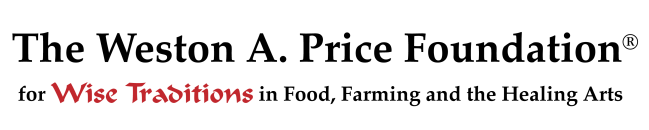 The Weston A. Price Foundation®
for Wise Traditions in Food, Farming and the Healing Arts